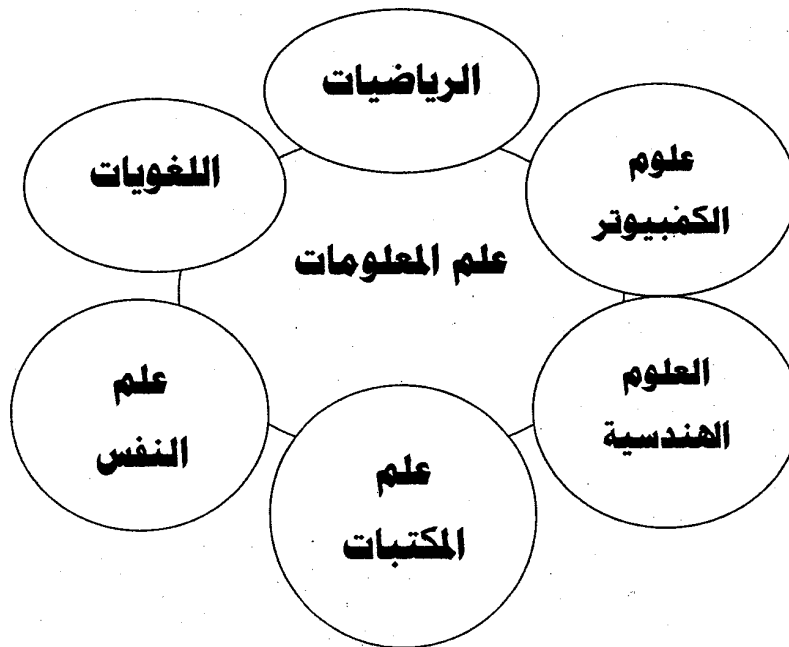 الرياضيات
علوم
الكمبيوتر
اللغويات
علم المعلومات
العلوم
الهندسية
علم
النفس
علم
المكتبات